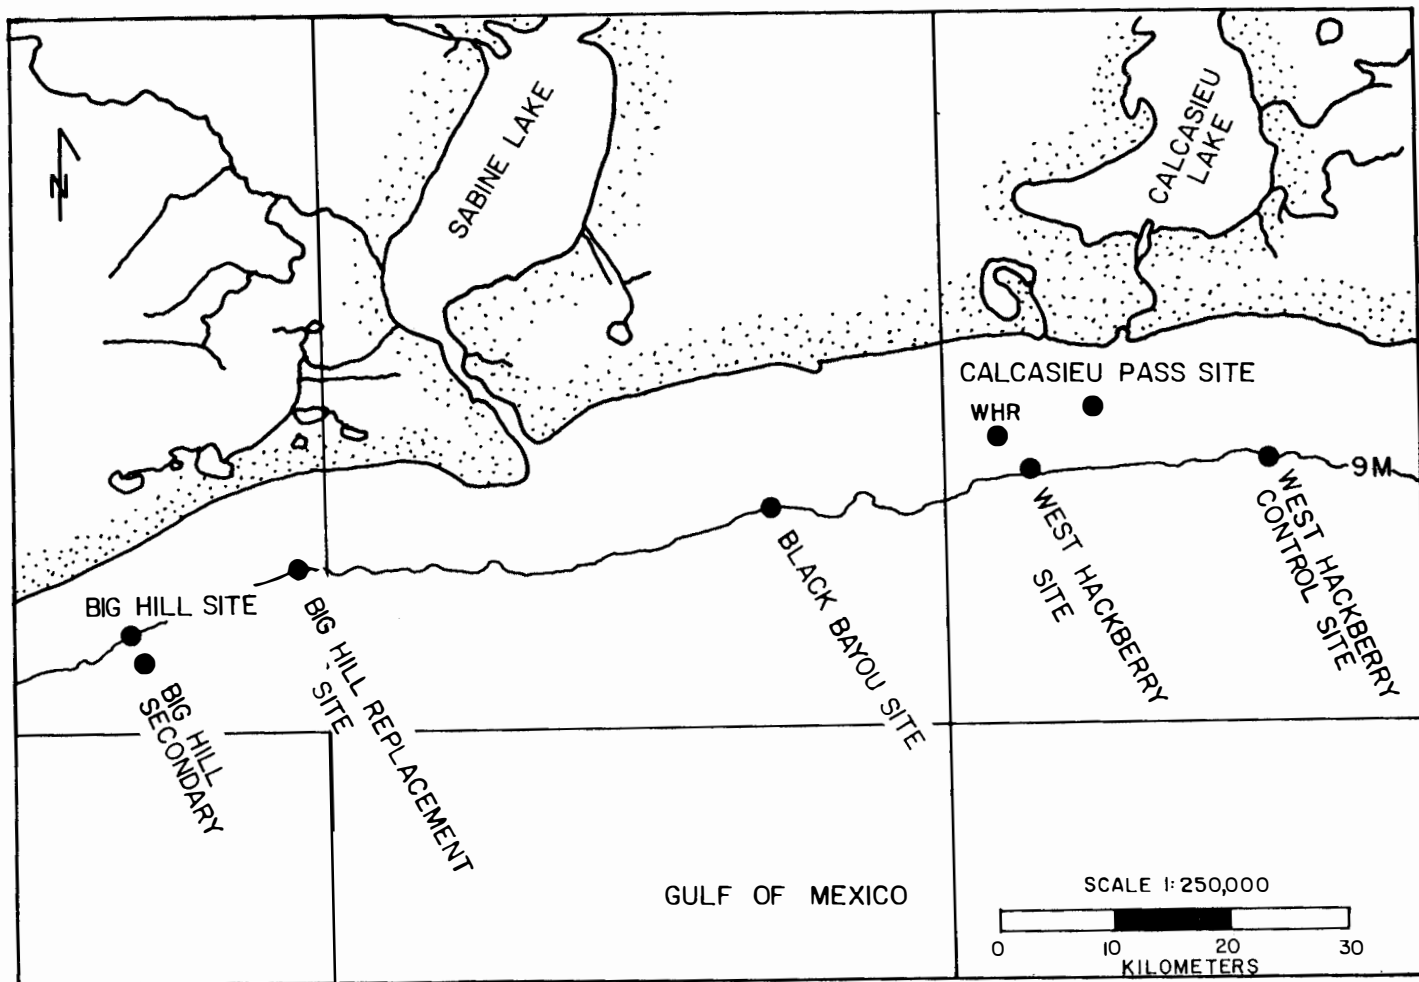 SABINE LAKE
CALCASIEU
LAKE
N
CALCASIEU PASS SITE
WHR
9M
WEST HACKBERRY
SITE
WEST HACKBERRY
CONTROL SITE
BLACK BAYOU SITE
BIG HILL SITE
BIG HILL REPLACEMENT
SITE
BIG HILL
SECONDARY
GULF OF MEXICO
SCALE 1:250,000
0 10 20 30
KILOMETERS